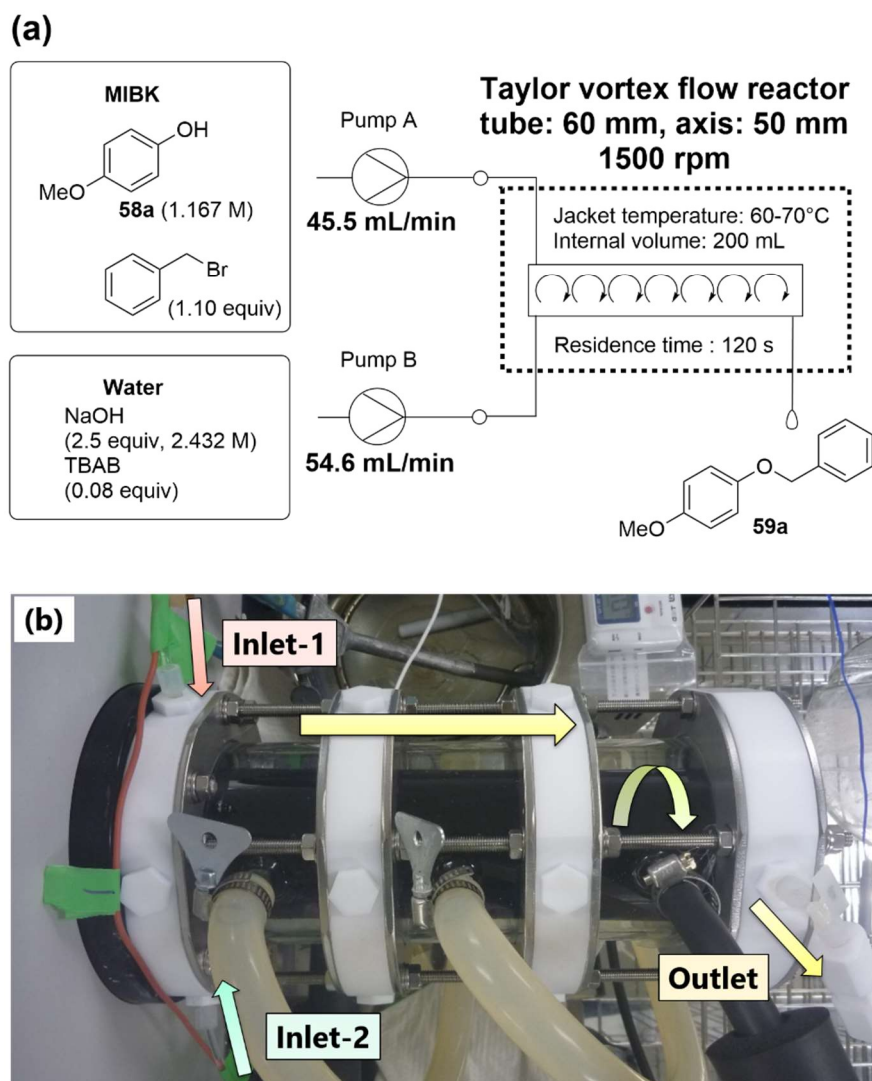 (a)
MIBK
OH
MeO
58a (1.167 M)
Br
(1.10 equiv)
Water
NaOH
(2.5 equiv, 2.432 M)
TBAB
(0.08 equiv)
Pump A
45.5 mL/min
Pump B
54.6 mL/min
Taylor vortex flow reactor
tube: 60 mm, axis: 50 mm
1500 rpm
Jacket temperature: 60-70°C
Internal volume: 200 mL
Residence time : 120 s
O
MeO
59a
(b)
Inlet-1
Inlet-2
Outlet